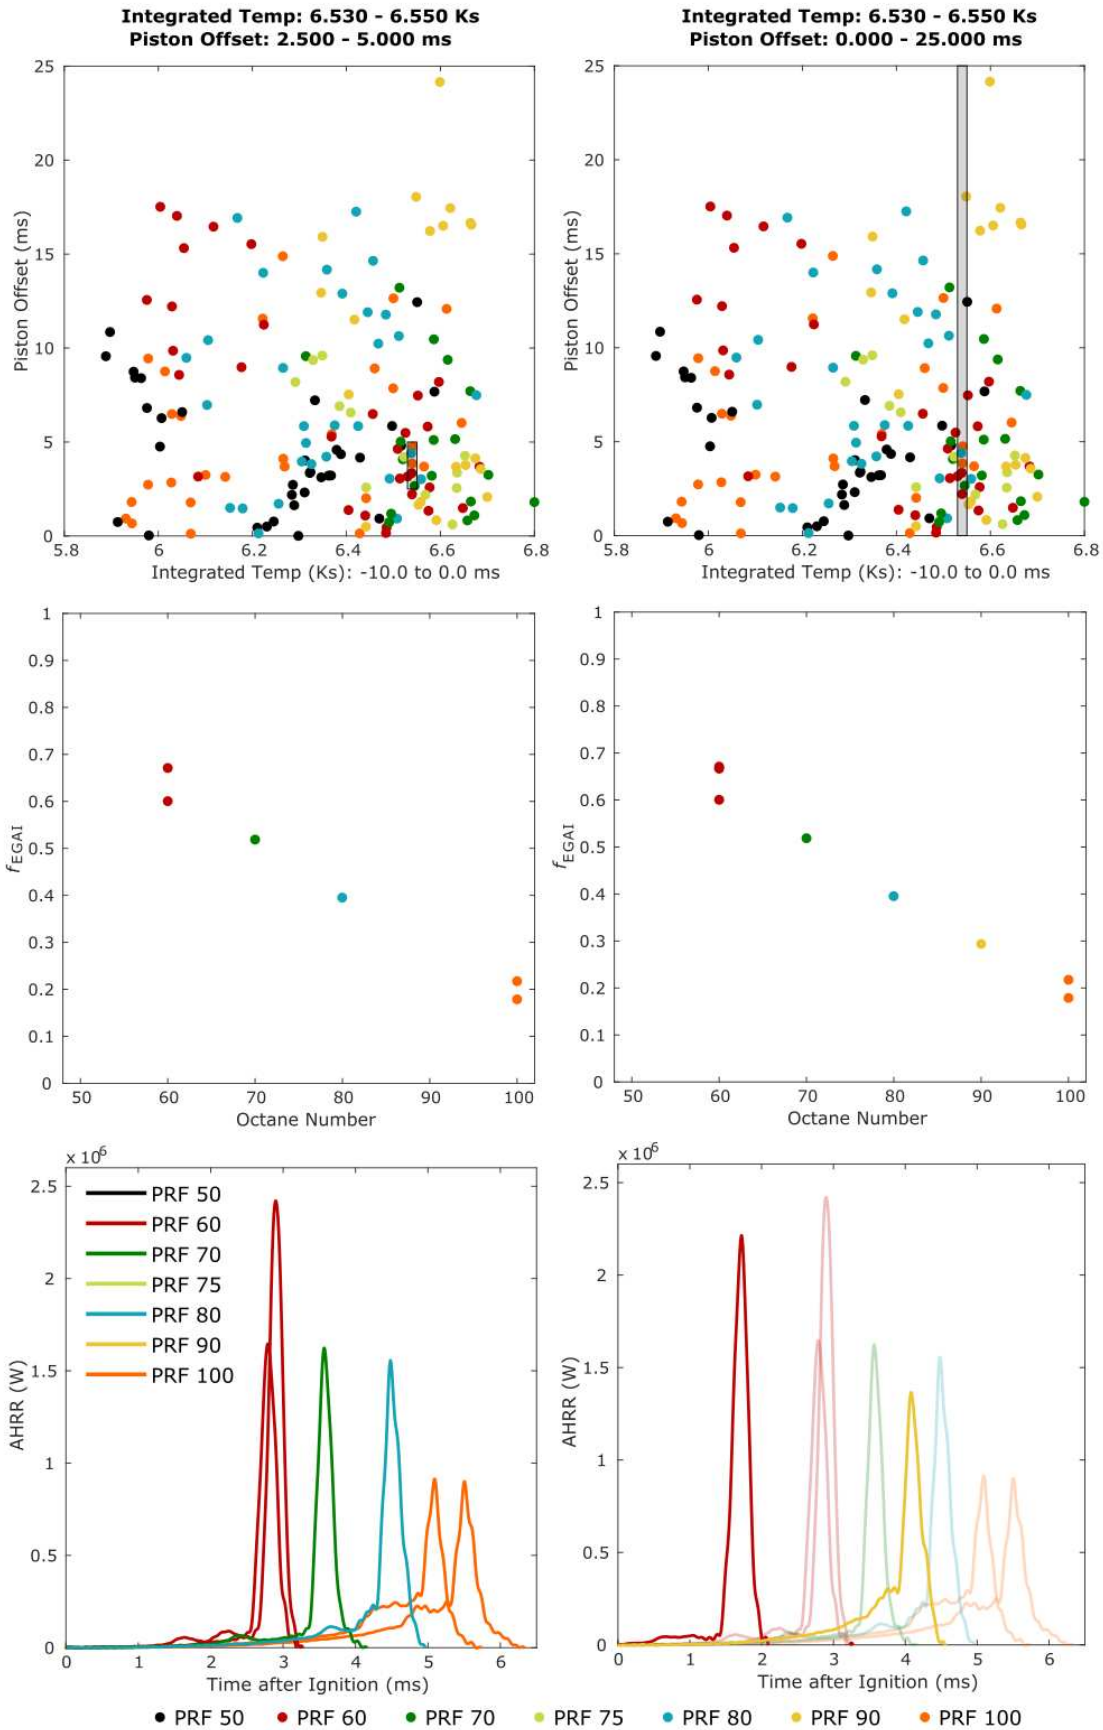 Integrated Temp: 6.530 - 6.550 Ks
Piston Offset: 2.500 - 5.000 ms
25
20
15
10
5
0
Piston Offset (ms)
5.8 6 6.2 6.4 6.6 6.8
Integrated Temp (Ks): -10.0 to 0.0 ms
Integrated Temp: 6.530 - 6.550 Ks
Piston Offset: 0.000 - 25.000 ms
25
20
15
10
5
0
Piston Offset (ms)
5.8 6 6.2 6.4 6.6 6.8
Integrated Temp (Ks): -10.0 to 0.0 ms
1
0.9
0.8
0.7
0.6
0.5
0.4
0.3
0.2
0.1
0
fEGAI
50 60 70 80 90 100
Octane Number
1
0.9
0.8
0.7
0.6
0.5
0.4
0.3
0.2
0.1
0
fEGAI
50 60 70 80 90 100
Octane Number
x 10⁶
2.5
2
1.5
1
0.5
0
AHRR (W)
PRF 50
PRF 60
PRF 70
PRF 75
PRF 80
PRF 90
PRF 100
0 1 2 3 4 5 6
Time after Ignition (ms)
x 10⁶
2.5
2
1.5
1
0.5
0
AHRR (W)
0 1 2 3 4 5 6
Time after Ignition (ms)
PRF 50 PRF 60 PRF 70 PRF 75 PRF 80 PRF 90 PRF 100